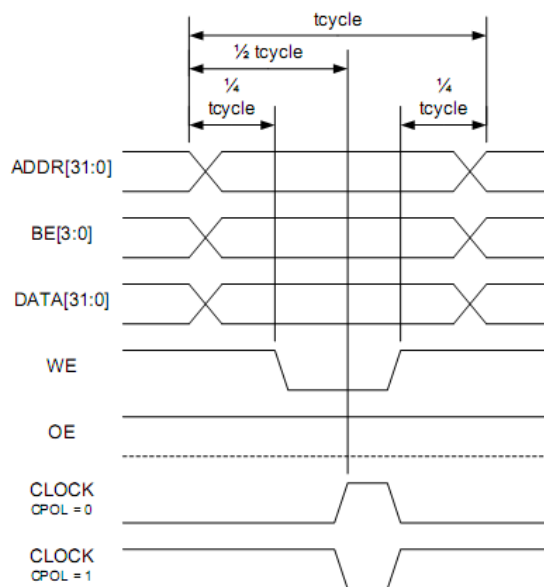 tcycle
½ tcycle
¼
tcycle
¼
tcycle
ADDR[31:0]
BE[3:0]
DATA[31:0]
WE
OE
CLOCK
CPOL = 0
CLOCK
CPOL = 1